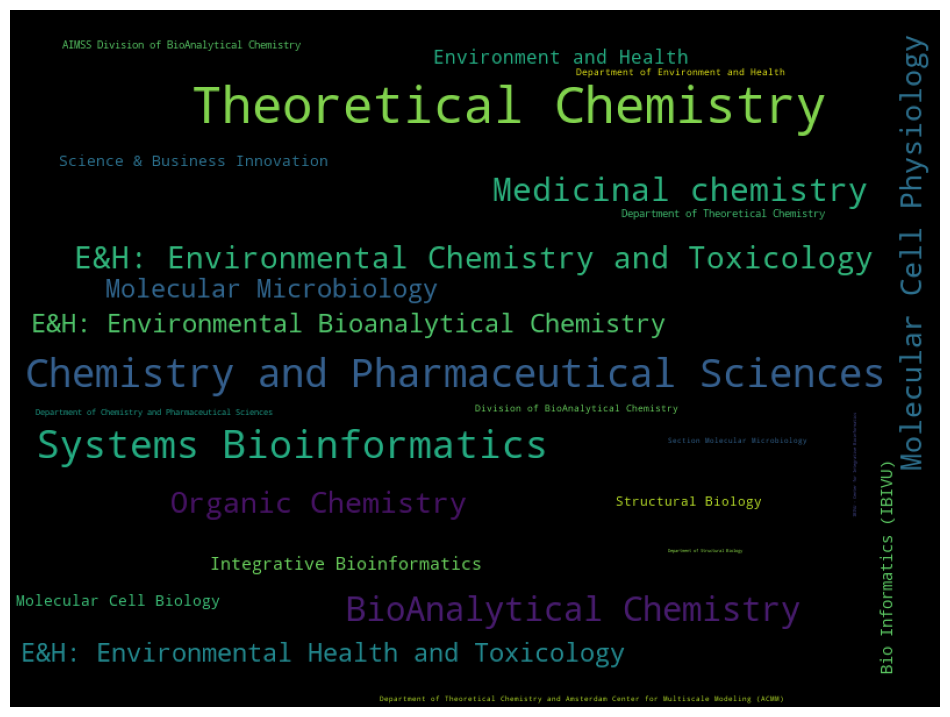 AIMSS Division of BioAnalytical Chemistry
Environment and Health
Department of Environment and Health
Theoretical Chemistry
Molecular Cell Physiology
Science & Business Innovation
Medicinal chemistry
Department of Theoretical Chemistry
E&H: Environmental Chemistry and Toxicology
Molecular Microbiology
E&H: Environmental Bioanalytical Chemistry
Chemistry and Pharmaceutical Sciences
Department of Chemistry and Pharmaceutical Sciences
Division of BioAnalytical Chemistry
Systems Bioinformatics
Section Molecular Microbiology
Organic Chemistry
Structural Biology
Bio Informatics (IBIVU)
Department of Structural Biology
Integrative Bioinformatics
Molecular Cell Biology
BioAnalytical Chemistry
E&H: Environmental Health and Toxicology
Department of Theoretical Chemistry and Amsterdam Center for Multiscale Modeling (ACMM)